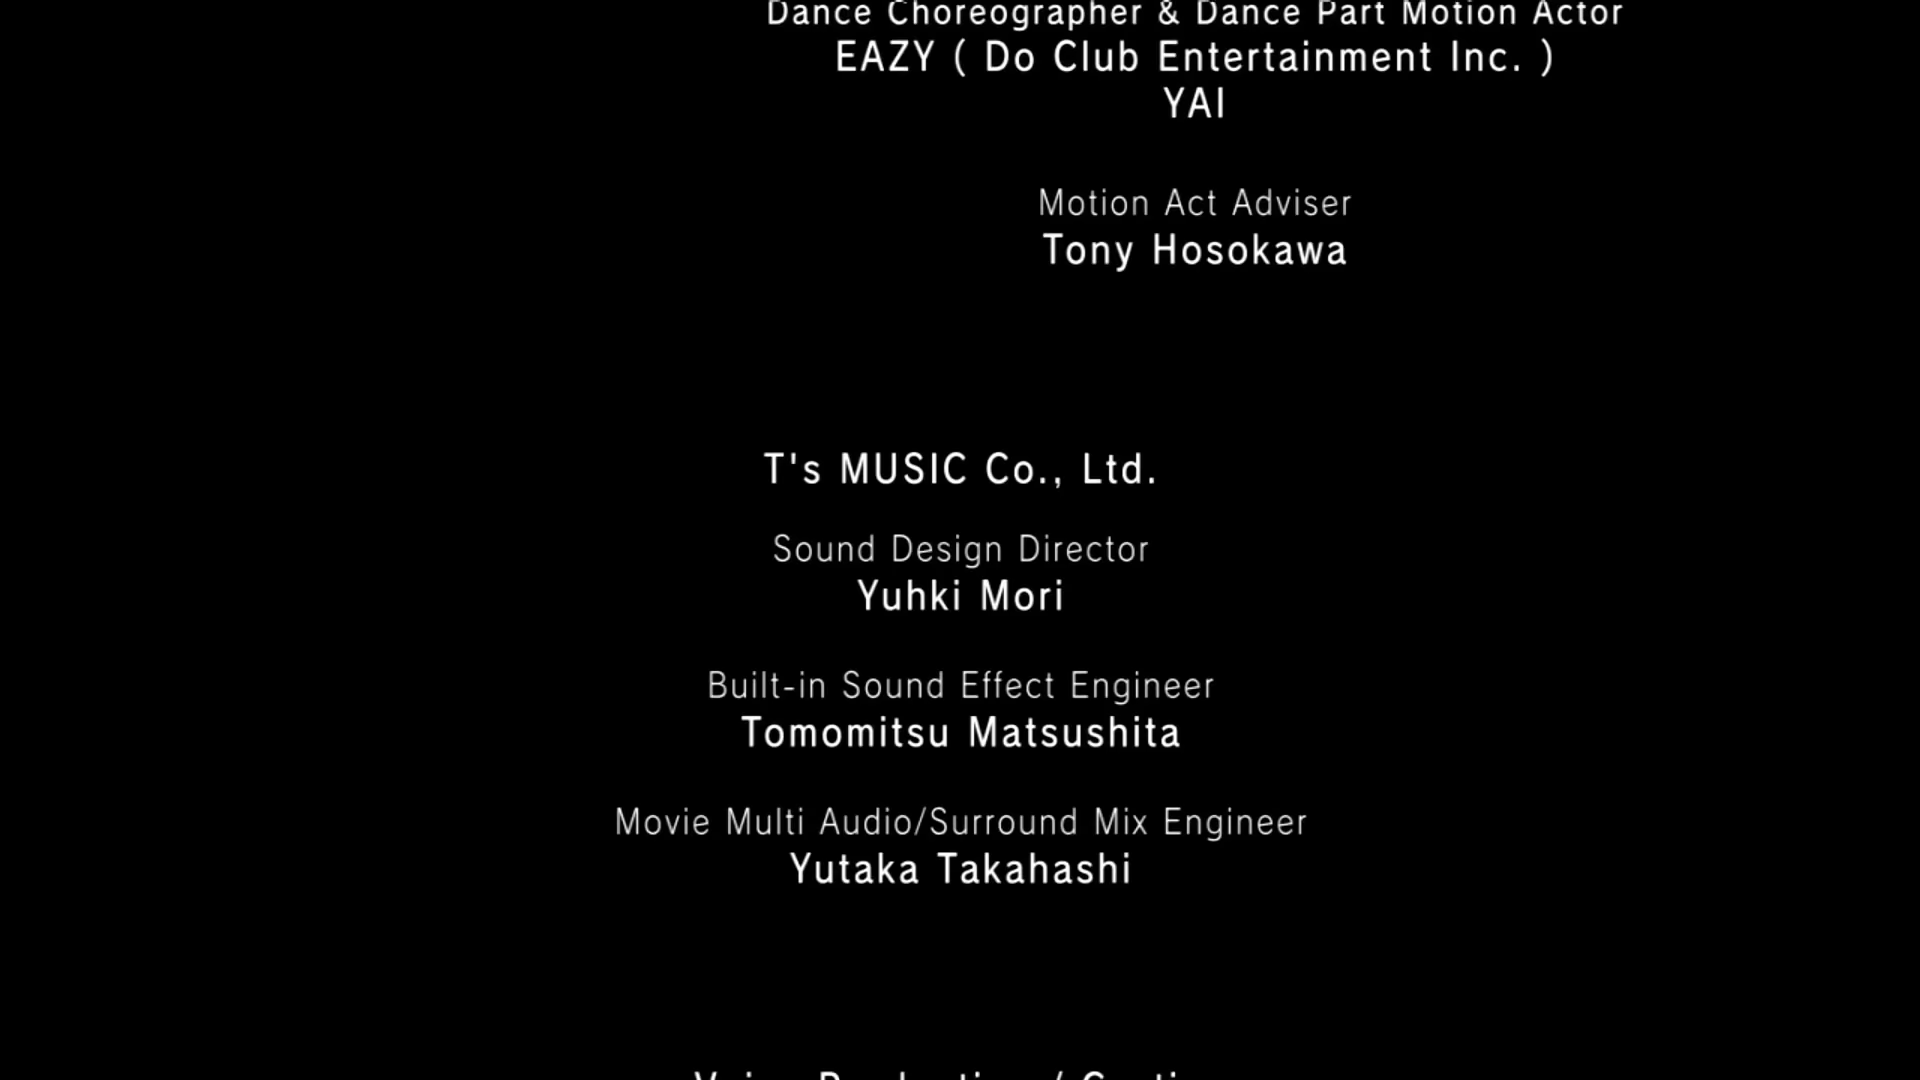 Dance Choreographer & Dance Part Motion Actor
EAZY ( Do Club Entertainment Inc. )
YAI
Motion Act Adviser
Tony Hosokawa
T's MUSIC Co., Ltd.
Sound Design Director
Yuhki Mori
Built-in Sound Effect Engineer
Tomomitsu Matsushita
Movie Multi Audio/Surround Mix Engineer
Yutaka Takahashi